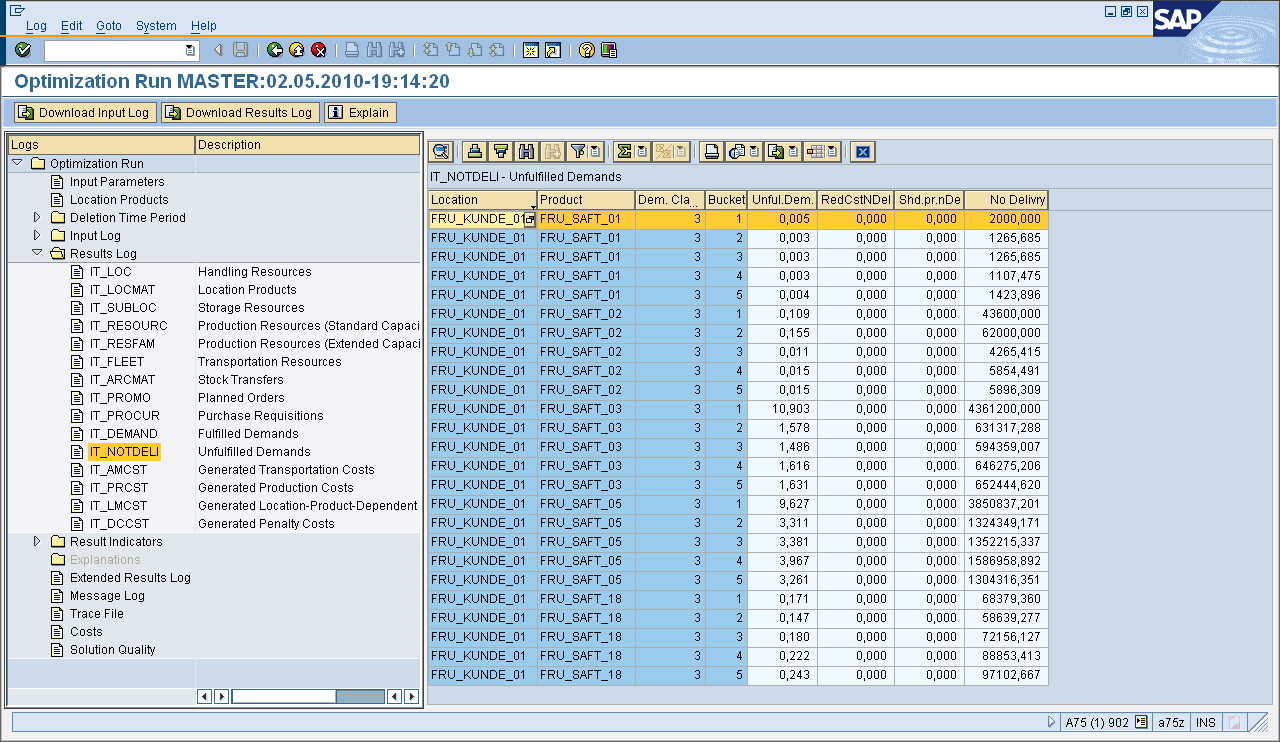 Log Edit Goto System Help
SAP
Optimization Run MASTER:02.05.2010-19:14:20
Download Input Log Download Results Log Explain
Logs Description
Optimization Run
Input Parameters
Location Products
Deletion Time Period
Input Log
Results Log
IT_LOC Handling Resources
IT_LOCMAT Location Products
IT_SUBLOC Storage Resources
IT_RESOURC Production Resources (Standard Capaci
IT_RESFAM Production Resources (Extended Capaci
IT_FLEET Transportation Resources
IT_ARCMAT Stock Transfers
IT_PROMO Planned Orders
IT_PROCUR Purchase Requisitions
IT_DEMAND Fulfilled Demands
IT_NOTDELI Unfulfilled Demands
IT_AMCST Generated Transportation Costs
IT_PRCST Generated Production Costs
IT_LMCST Generated Location-Product-Dependent
IT_DCCST Generated Penalty Costs
Result Indicators
Explanations
Extended Results Log
Message Log
Trace File
Costs
Solution Quality
IT_NOTDELI - Unfulfilled Demands
Location Product Dem. Cla... Bucket Unful.Dem. RedCstNDel Shd.pr.nDe No Delivry
FRU_KUNDE_01 FRU_SAFT_01 3 1 0,005 0,000 0,000 2000,000
FRU_KUNDE_01 FRU_SAFT_01 3 2 0,003 0,000 0,000 1265,685
FRU_KUNDE_01 FRU_SAFT_01 3 3 0,003 0,000 0,000 1265,685
FRU_KUNDE_01 FRU_SAFT_01 3 4 0,003 0,000 0,000 1107,475
FRU_KUNDE_01 FRU_SAFT_01 3 5 0,004 0,000 0,000 1423,896
FRU_KUNDE_01 FRU_SAFT_02 3 1 0,109 0,000 0,000 43600,000
FRU_KUNDE_01 FRU_SAFT_02 3 2 0,155 0,000 0,000 62000,000
FRU_KUNDE_01 FRU_SAFT_02 3 3 0,011 0,000 0,000 4265,415
FRU_KUNDE_01 FRU_SAFT_02 3 4 0,015 0,000 0,000 5854,491
FRU_KUNDE_01 FRU_SAFT_02 3 5 0,015 0,000 0,000 5896,309
FRU_KUNDE_01 FRU_SAFT_03 3 1 10,903 0,000 0,000 4361200,000
FRU_KUNDE_01 FRU_SAFT_03 3 2 1,578 0,000 0,000 631317,288
FRU_KUNDE_01 FRU_SAFT_03 3 3 1,486 0,000 0,000 594359,007
FRU_KUNDE_01 FRU_SAFT_03 3 4 1,616 0,000 0,000 646275,206
FRU_KUNDE_01 FRU_SAFT_03 3 5 1,631 0,000 0,000 652444,620
FRU_KUNDE_01 FRU_SAFT_05 3 1 9,627 0,000 0,000 3850837,201
FRU_KUNDE_01 FRU_SAFT_05 3 2 3,311 0,000 0,000 1324349,171
FRU_KUNDE_01 FRU_SAFT_05 3 3 3,381 0,000 0,000 1352215,337
FRU_KUNDE_01 FRU_SAFT_05 3 4 3,967 0,000 0,000 1586958,892
FRU_KUNDE_01 FRU_SAFT_05 3 5 3,261 0,000 0,000 1304316,351
FRU_KUNDE_01 FRU_SAFT_18 3 1 0,171 0,000 0,000 68379,360
FRU_KUNDE_01 FRU_SAFT_18 3 2 0,147 0,000 0,000 58639,277
FRU_KUNDE_01 FRU_SAFT_18 3 3 0,180 0,000 0,000 72156,127
FRU_KUNDE_01 FRU_SAFT_18 3 4 0,222 0,000 0,000 88853,413
FRU_KUNDE_01 FRU_SAFT_18 3 5 0,243 0,000 0,000 97102,667
A75 (1) 902 a75z INS